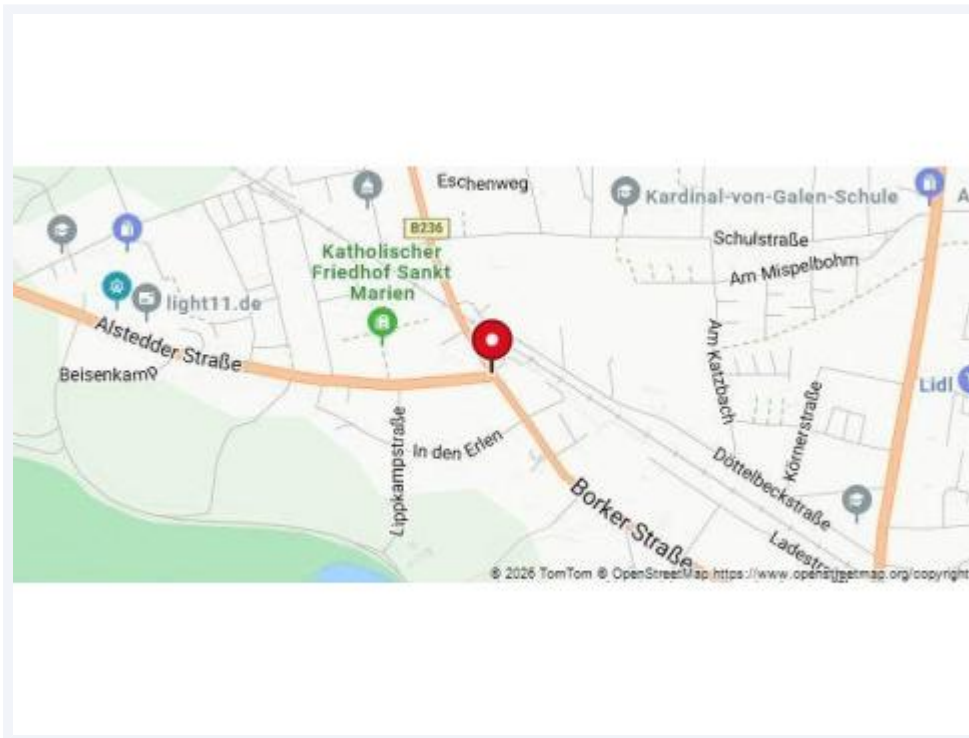 Eschenweg
Kardinal-von-Galen-Schule
A
B236
Schulstraße
Katholischer
Friedhof Sankt
Marien
Am Mispelbohm
light11.de
Alstedder Straße
Beisenkamp
Am Katzbach
Körnerstraße
Lidl
Lippkampstraße
In den Erlen
Döttelbeckstraße
Borker Straße
© 2026 TomTom © OpenStreetMap https://www.openstreetmap.org/copyright